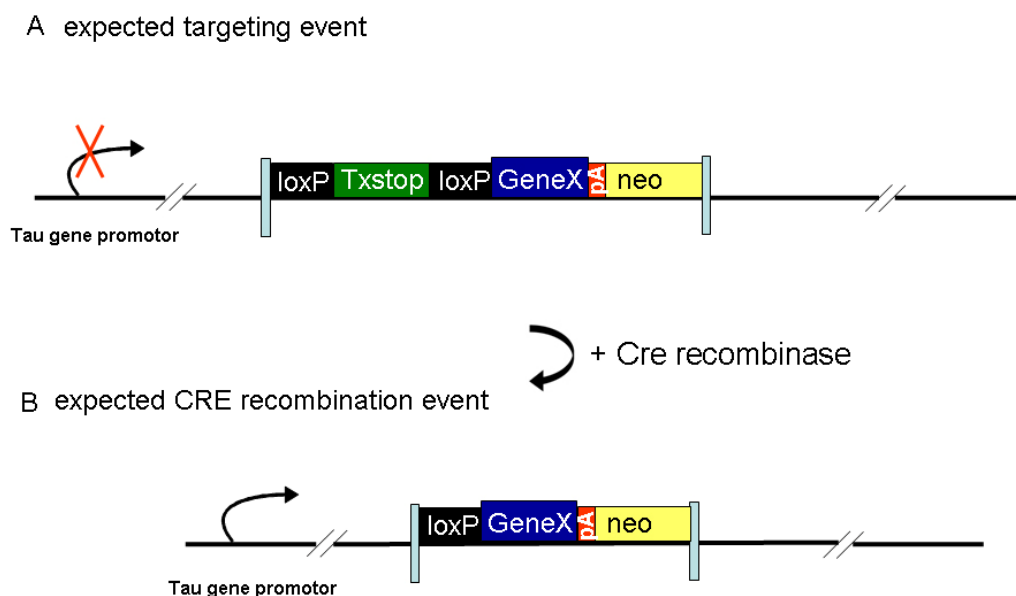 A expected targeting event
loxP Txstop loxP GeneX pA neo
Tau gene promotor
+ Cre recombinase
B expected CRE recombination event
loxP GeneX pA neo
Tau gene promotor